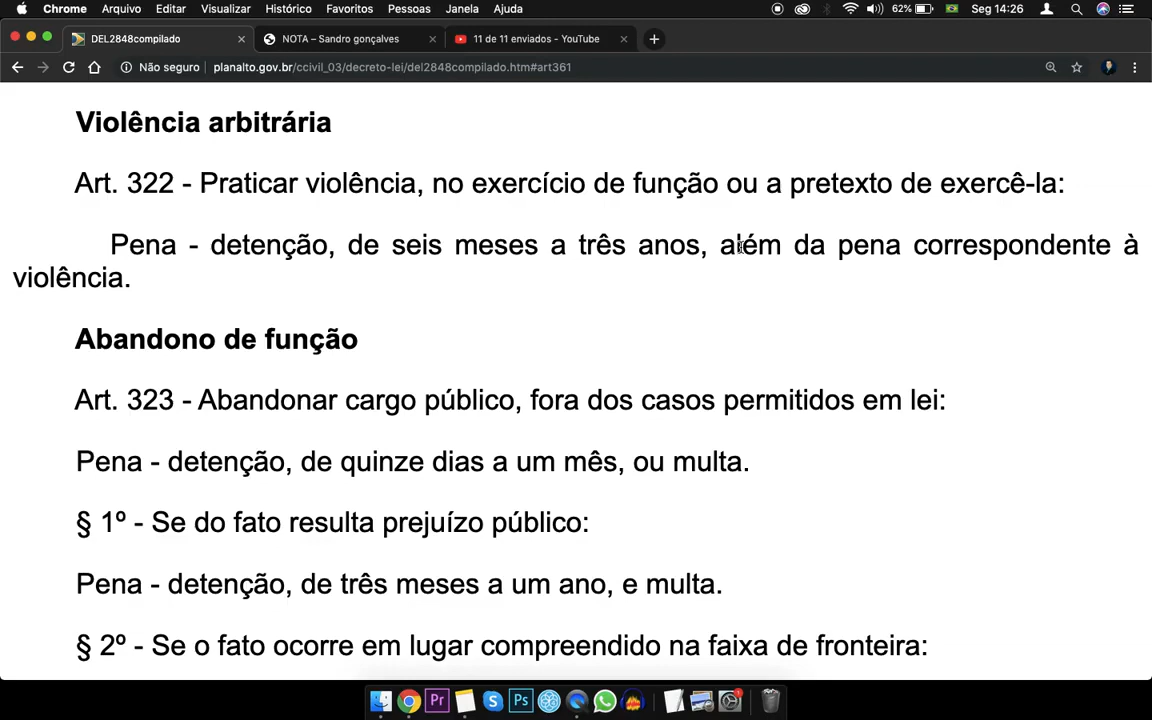 Chrome Arquivo Editar Visualizar Histórico Favoritos Pessoas Janela Ajuda 62% Seg 14:26
DEL2848compilado NOTA – Sandro gonçalves 11 de 11 enviados - YouTube
Não seguro planalto.gov.br/ccivil_03/decreto-lei/del2848compilado.htm#art361
Violência arbitrária
Art. 322 - Praticar violência, no exercício de função ou a pretexto de exercê-la:
Pena - detenção, de seis meses a três anos, além da pena correspondente à
violência.
Abandono de função
Art. 323 - Abandonar cargo público, fora dos casos permitidos em lei:
Pena - detenção, de quinze dias a um mês, ou multa.
§ 1º - Se do fato resulta prejuízo público:
Pena - detenção, de três meses a um ano, e multa.
§ 2º - Se o fato ocorre em lugar compreendido na faixa de fronteira:
Pr Ps 1